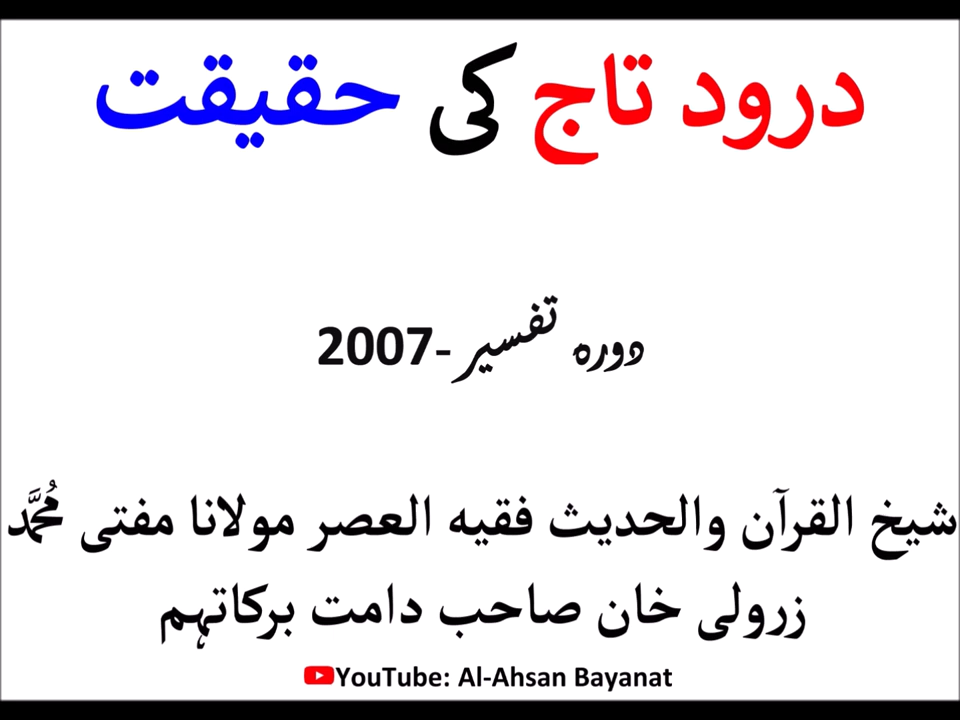 درود تاج کی حقیقت
دورہ تفسیر -2007
شیخ القرآن والحدیث فقیہ العصر مولانا مفتی مُحمَّد
زرولی خان صاحب دامت برکاتہم
YouTube: Al-Ahsan Bayanat